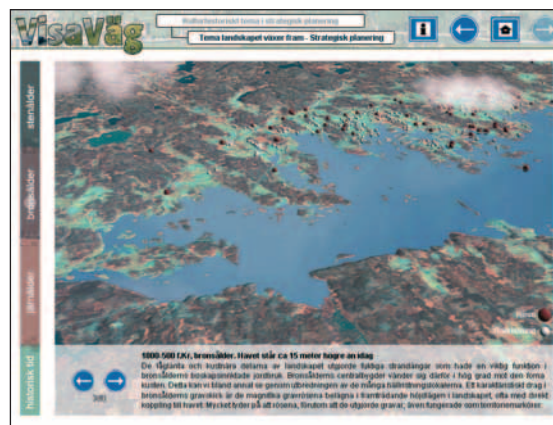 VisaVäg
Kulturhistoriskt tema i strategisk planering
Tema landskapet växer fram - Strategisk planering
stenålder
bronsålder
järnålder
historisk tid
1800-500 f.Kr, bronsålder. Havet står ca 15 meter högre än idag
De låglänta och kustnära delarna av landskapet utgjorde fuktiga strandängar som hade en viktig funktion i
bronsålderns boskapsinriktade jordbruk. Bronsålderns centralbygder vänder sig därför i hög grad mot den forna
kusten. Detta kan vi bland annat se genom utbredningen av de många hällristningslokalerna. Ett karaktäristiskt drag i
bronsålderns gravskick är de magnifika gravrösena belägna i framträdande höjdlägen i landskapet, ofta med direkt
koppling till havet. Mycket tyder på att rösena, förutom att de utgjorde gravar, även fungerade som territoriemarkörer.